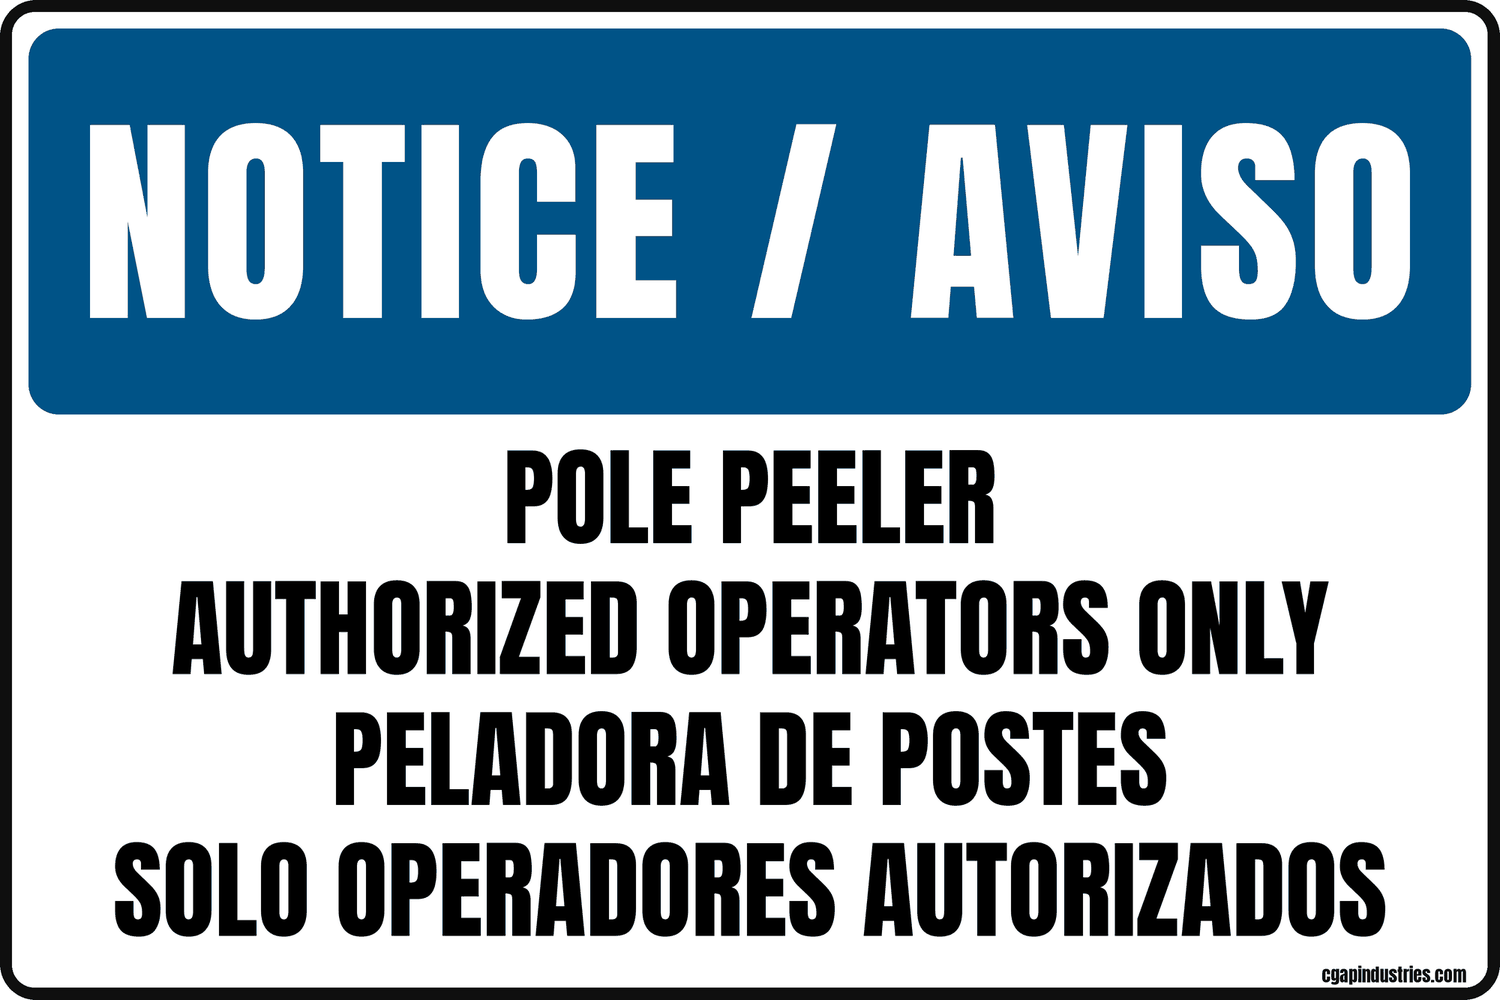 NOTICE / AVISO
POLE PEELER
AUTHORIZED OPERATORS ONLY
PELADORA DE POSTES
SOLO OPERADORES AUTORIZADOS
cgapindustries.com